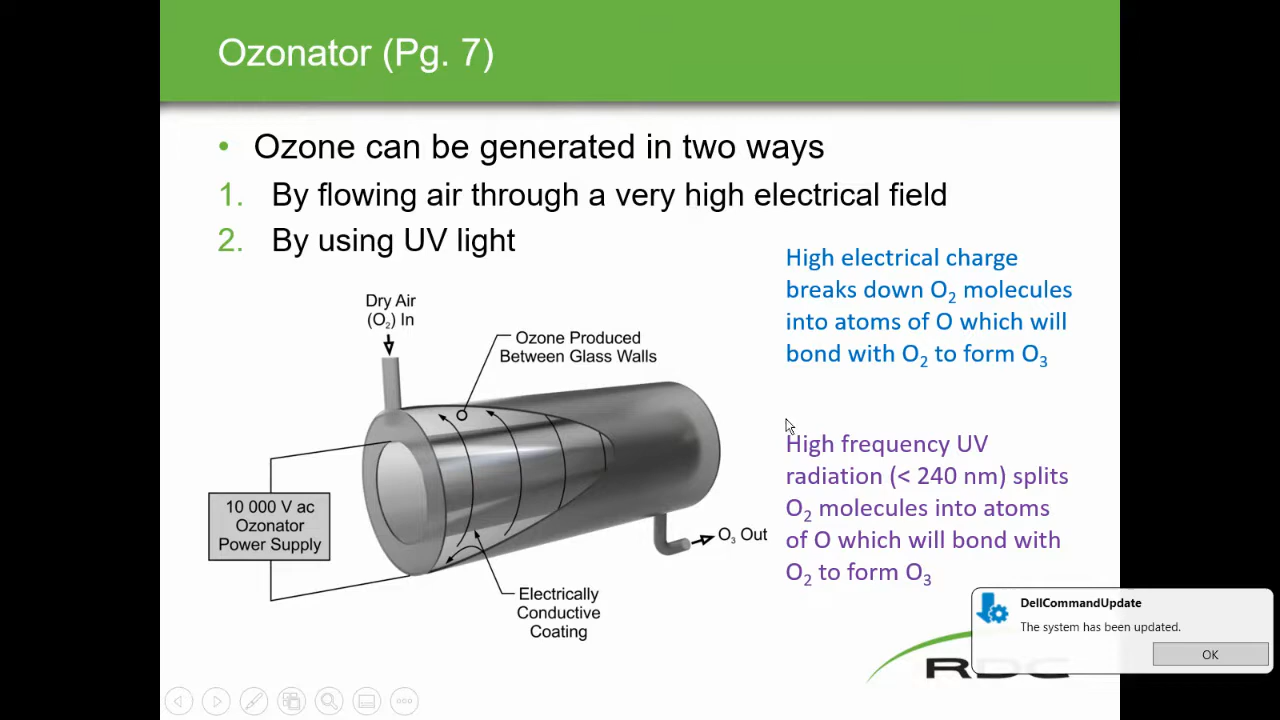 Ozonator (Pg. 7)
• Ozone can be generated in two ways
1. By flowing air through a very high electrical field
2. By using UV light
High electrical charge
breaks down O₂ molecules
into atoms of O which will
bond with O₂ to form O₃
Dry Air
(O₂) In
Ozone Produced
Between Glass Walls
High frequency UV
radiation (< 240 nm) splits
O₂ molecules into atoms
of O which will bond with
O₂ to form O₃
10 000 V ac
Ozonator
Power Supply
O₃ Out
Electrically
Conductive
Coating
DellCommandUpdate
The system has been updated.
OK
RDC